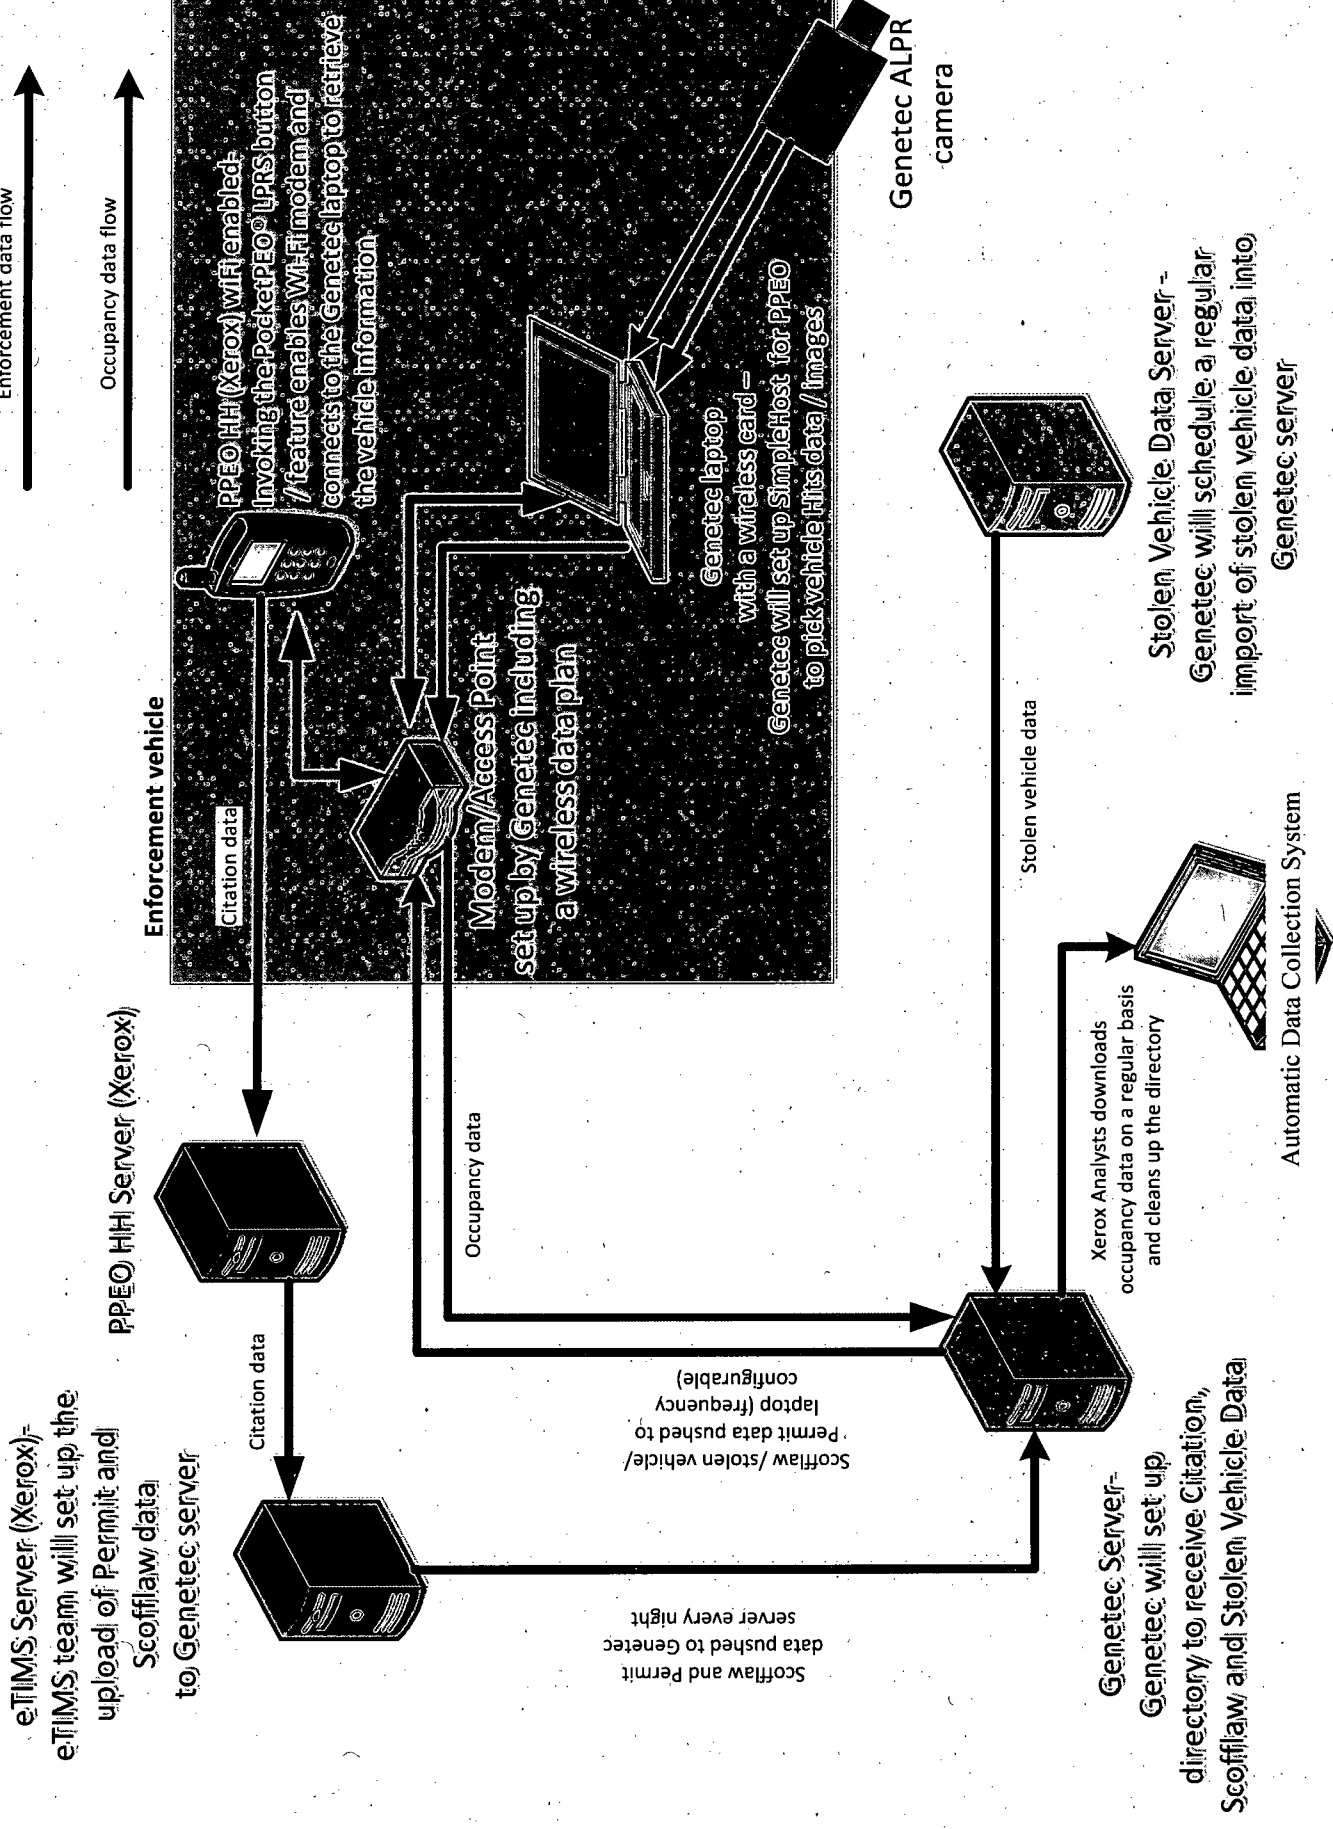 Enforcement data flow
Occupancy data flow
eTIMS Server (Xerox)-
eTIMS team will set up the
upload of Permit and
Scofflaw data
to Genetec server
PPEO HH Server (Xerox)
Enforcement vehicle
PPEO HH (Xerox) WiFi enabled-
Invoking the PocketPEO® LPRS button
/ feature enables Wi-Fi modem and
connects to the Genetec laptop to retrieve
the vehicle information
Citation data
Citation data
Modem/Access Point
set up by Genetec including
a wireless data plan
Genetec laptop
with a wireless card –
Genetec will set up SimpleHost for PPEO
to pick vehicle Hits data / images
Genetec ALPR
camera
Occupancy data
Scofflaw /stolen vehicle/
Permit data pushed to
laptop (frequency
configurable)
Scofflaw and Permit
data pushed to Genetec
server every night
Stolen vehicle data
Genetec Server-
Genetec will set up
directory to receive Citation,
Scofflaw and Stolen Vehicle Data
Xerox Analysts downloads
occupancy data on a regular basis
and cleans up the directory
Stolen Vehicle Data Server-
Genetec will schedule a regular
import of stolen vehicle data into
Genetec server
Automatic Data Collection System